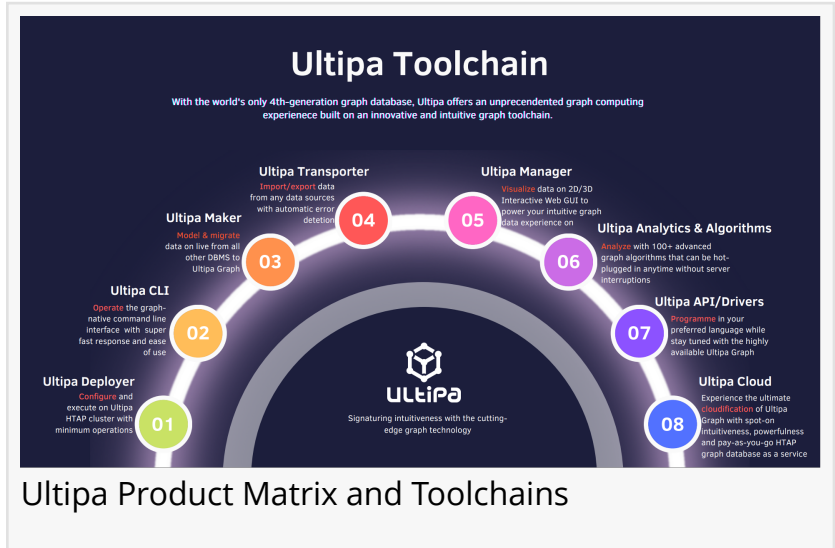 Ultipa Toolchain
With the world's only 4th-generation graph database, Ultipa offers an unprecendented graph computing
experienece built on an innovative and intuitive graph toolchain.
Ultipa Transporter
Import/export data
from any data sources
with automatic error
detetion
04
Ultipa Manager
Visualize data on 2D/3D
Interactive Web GUI to
power your intuitive graph
data experience on
05
Ultipa Maker
Model & migrate
data on live from all
other DBMS to
Ultipa Graph
03
Ultipa Analytics & Algorithms
Analyze with 100+ advanced
graph algorithms that can be hot-
plugged in anytime without server
interruptions
06
Ultipa CLI
Operate the graph-
native command line
interface with super
fast response and ease
of use
02
Ultipa API/Drivers
Programme in your
preferred language while
stay tuned with the highly
available Ultipa Graph
07
Ultipa Deployer
Configure and
execute on Ultipa
HTAP cluster with
minimum operations
01
ULtiPa
Signaturing intuitiveness with the cutting-
edge graph technology
Ultipa Cloud
Experience the ultimate
cloudification of Ultipa
Graph with spot-on
intuitiveness, powerfulness
and pay-as-you-go HTAP
graph database as a service
08
Ultipa Product Matrix and Toolchains